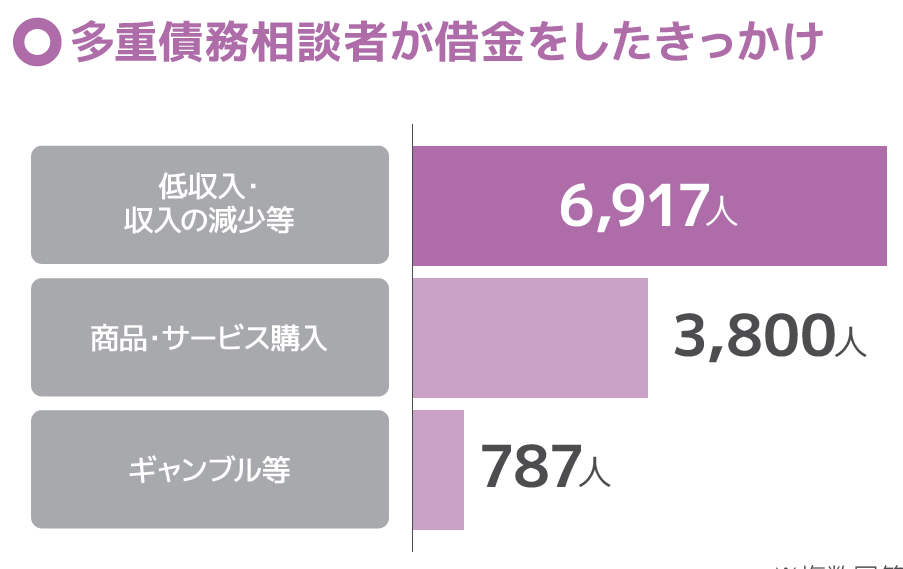 多重債務相談者が借金をしたきっかけ
低収入・
収入の減少等
6,917人
商品・サービス購入
3,800人
ギャンブル等
787人